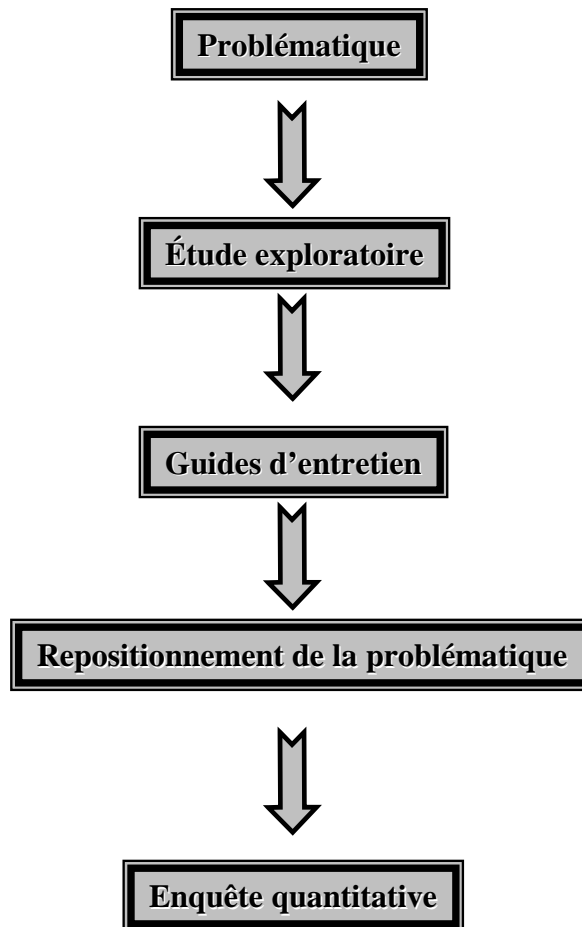 Problématique
Étude exploratoire
Guides d’entretien
Repositionnement de la problématique
Enquête quantitative